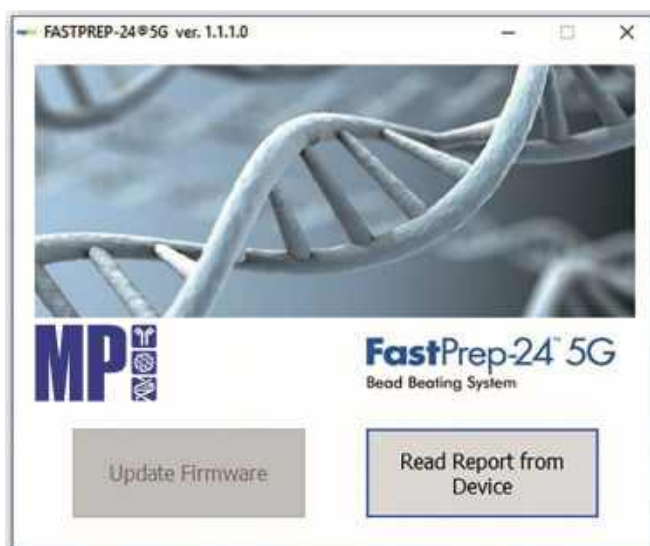 FASTPREP-24®5G ver. 1.1.1.0
MP
FastPrep-24™ 5G
Bead Beating System
Update Firmware
Read Report from
Device